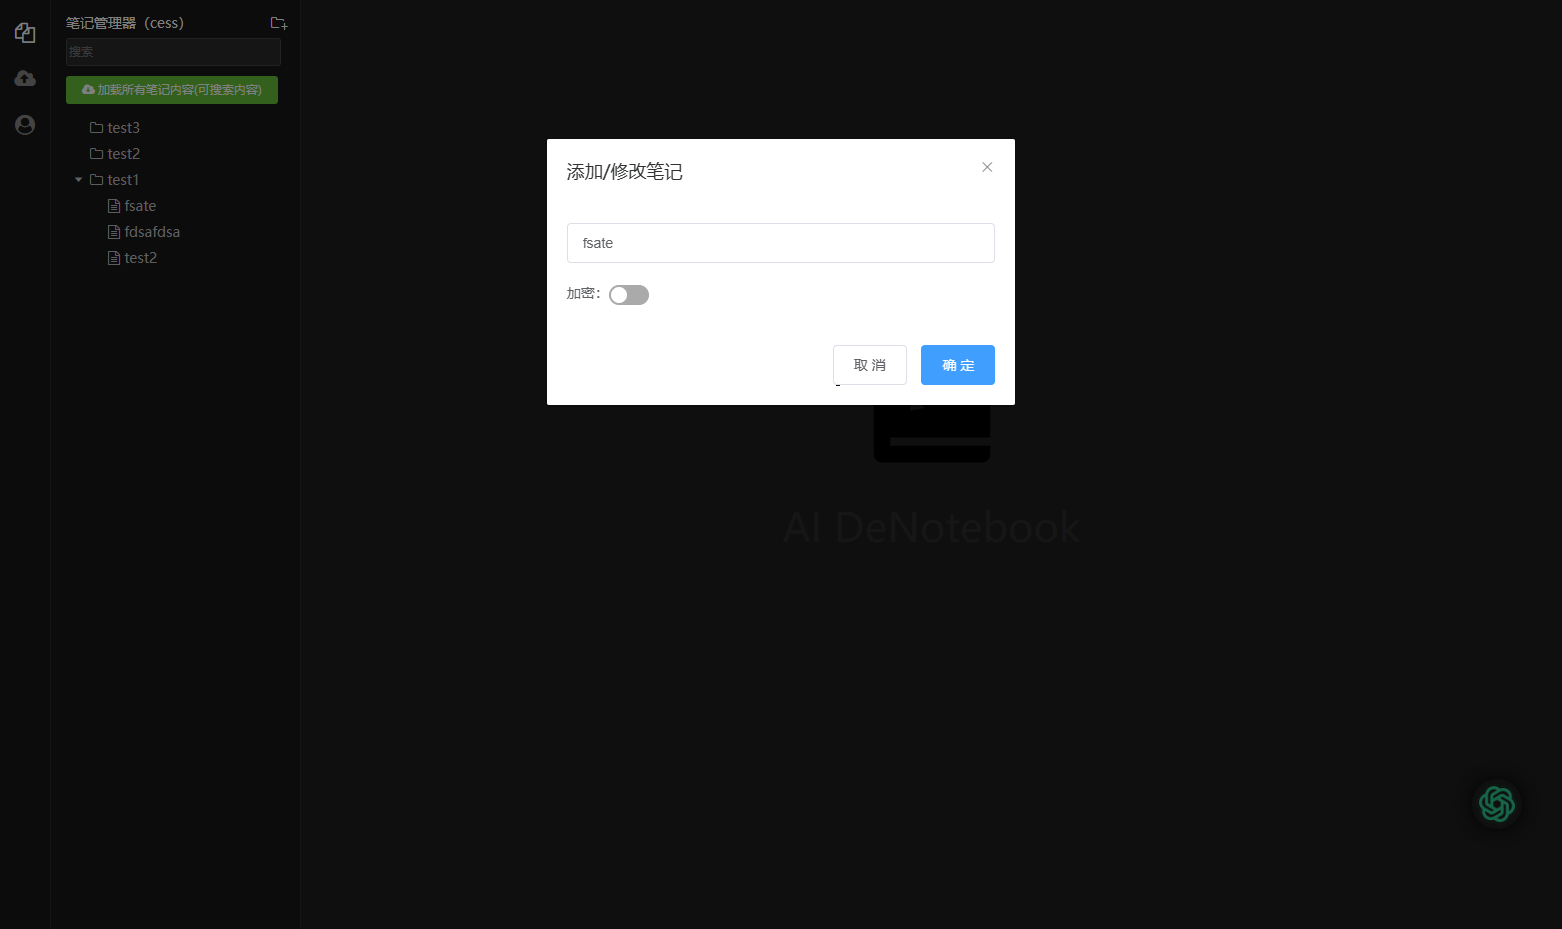 笔记管理器（cess）
搜索
加载所有笔记内容(可搜索内容)
test3
test2
test1
fsate
fdsafdsa
test2
添加/修改笔记
fsate
加密：
取 消
确 定
AI DeNotebook